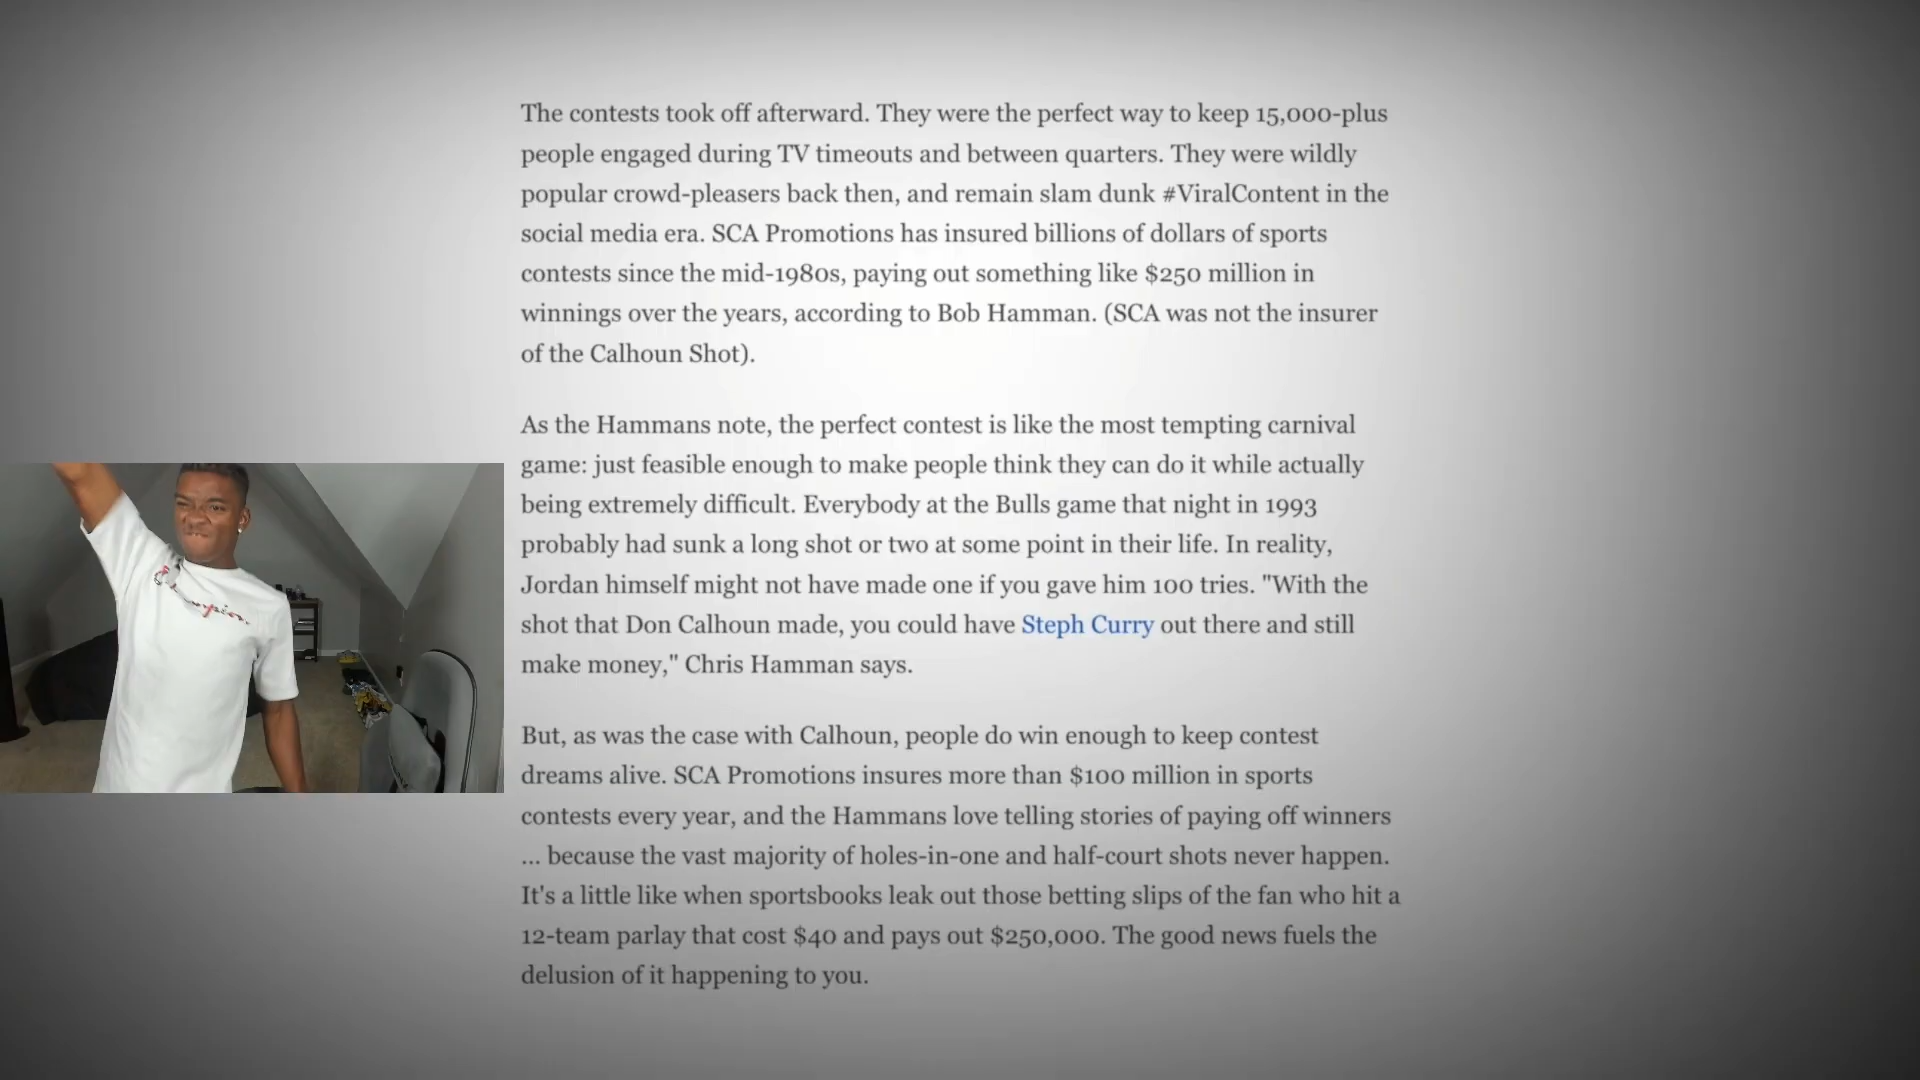 The contests took off afterward. They were the perfect way to keep 15,000-plus
people engaged during TV timeouts and between quarters. They were wildly
popular crowd-pleasers back then, and remain slam dunk #ViralContent in the
social media era. SCA Promotions has insured billions of dollars of sports
contests since the mid-1980s, paying out something like $250 million in
winnings over the years, according to Bob Hamman. (SCA was not the insurer
of the Calhoun Shot).
As the Hammans note, the perfect contest is like the most tempting carnival
game: just feasible enough to make people think they can do it while actually
being extremely difficult. Everybody at the Bulls game that night in 1993
probably had sunk a long shot or two at some point in their life. In reality,
Jordan himself might not have made one if you gave him 100 tries. "With the
shot that Don Calhoun made, you could have Steph Curry out there and still
make money," Chris Hamman says.
But, as was the case with Calhoun, people do win enough to keep contest
dreams alive. SCA Promotions insures more than $100 million in sports
contests every year, and the Hammans love telling stories of paying off winners
... because the vast majority of holes-in-one and half-court shots never happen.
It's a little like when sportsbooks leak out those betting slips of the fan who hit a
12-team parlay that cost $40 and pays out $250,000. The good news fuels the
delusion of it happening to you.
Champion